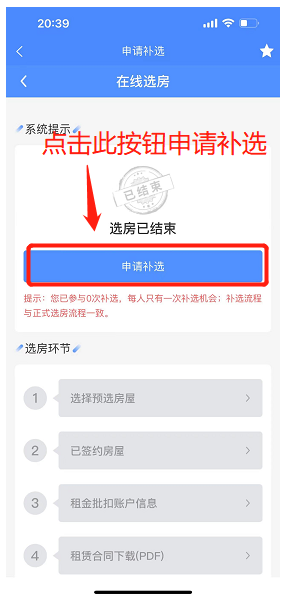 20:39
申请补选
在线选房
系统提示
点击此按钮申请补选
已结束
选房已结束
申请补选
提示：您已参与0次补选，每人只有一次补选机会；补选流程
与正式选房流程一致。
选房环节
1 选择预选房屋
2 已签约房屋
3 租金批扣账户信息
4 租赁合同下载(PDF)